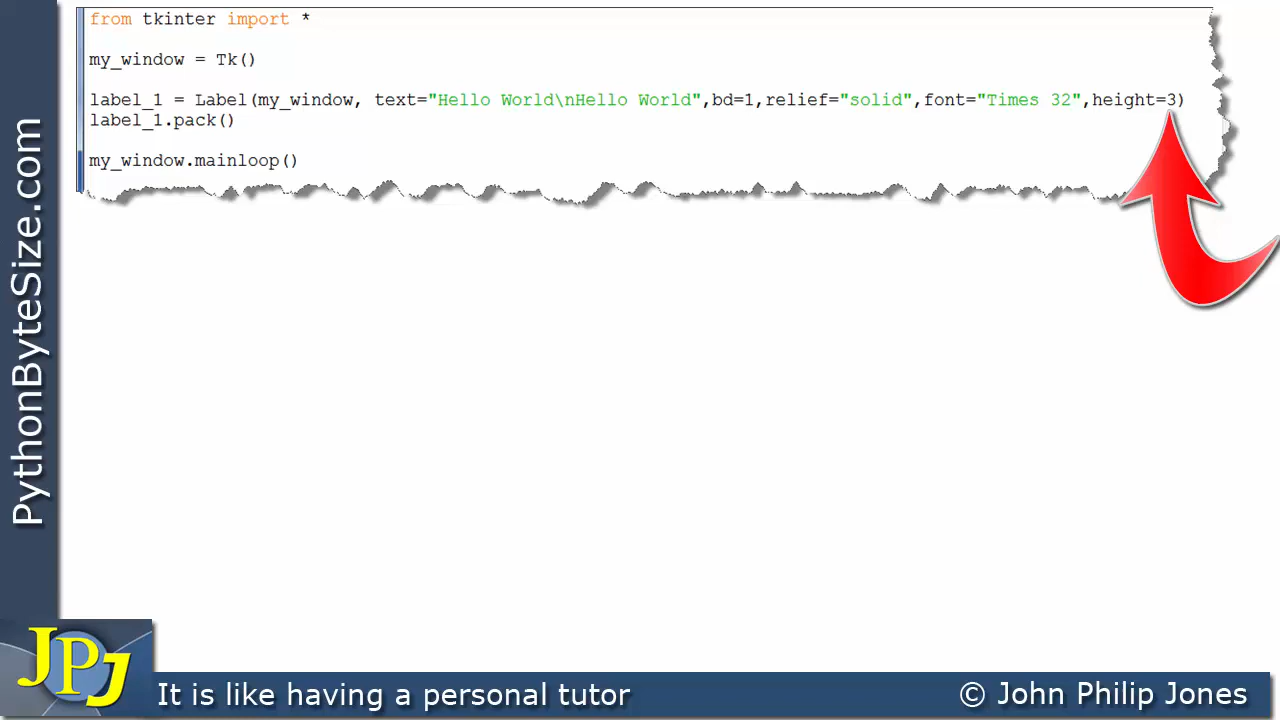 from tkinter import *
my_window = Tk()
label_1 = Label(my_window, text="Hello World\nHello World",bd=1,relief="solid",font="Times 32",height=3)
label_1.pack()
my_window.mainloop()
PythonByteSize.com
JPJ
It is like having a personal tutor
© John Philip Jones